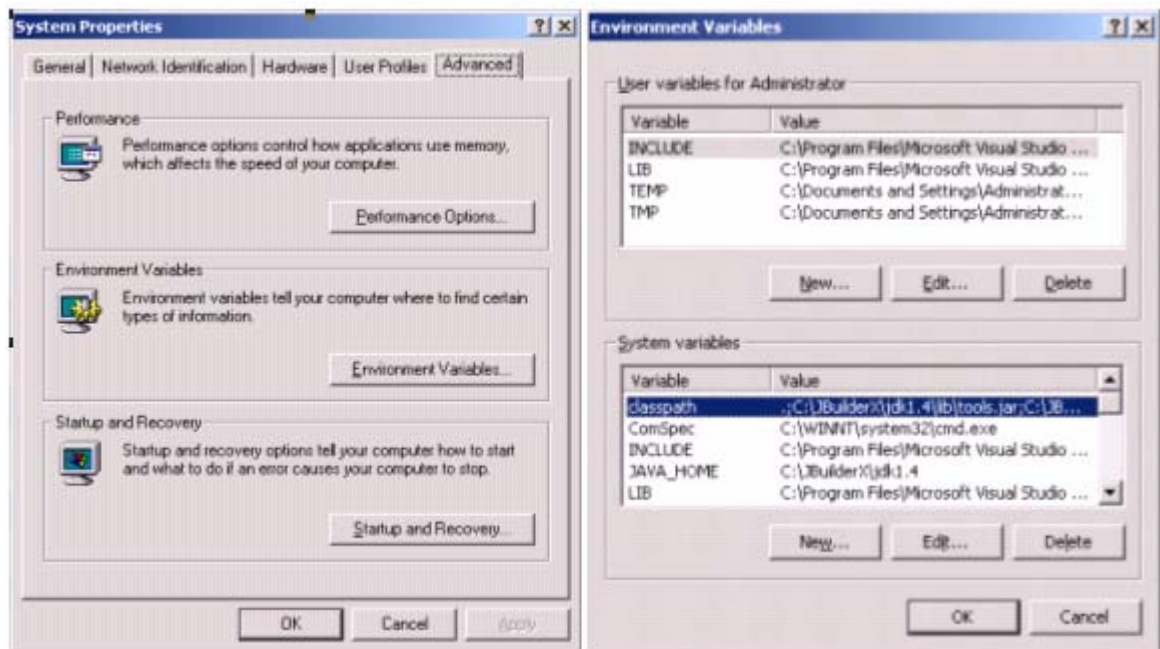 System Properties
General Network Identification Hardware User Profiles Advanced
Performance
Performance options control how applications use memory,
which affects the speed of your computer.
Performance Options...
Environment Variables
Environment variables tell your computer where to find certain
types of information.
Environment Variables...
Startup and Recovery
Startup and recovery options tell your computer how to start
and what to do if an error causes your computer to stop.
Startup and Recovery...
OK Cancel Apply
Environment Variables
User variables for Administrator
Variable Value
INCLUDE C:\Program Files\Microsoft Visual Studio ...
LIB C:\Program Files\Microsoft Visual Studio ...
TEMP C:\Documents and Settings\Administrat...
TMP C:\Documents and Settings\Administrat...
New... Edit... Delete
System variables
Variable Value
classpath .;C:\JBuilderX\jdk1.4\lib\tools.jar;C:\JB...
ComSpec C:\WINNT\system32\cmd.exe
INCLUDE C:\Program Files\Microsoft Visual Studio ...
JAVA_HOME C:\JBuilderX\jdk1.4
LIB C:\Program Files\Microsoft Visual Studio ...
New... Edit... Delete
OK Cancel